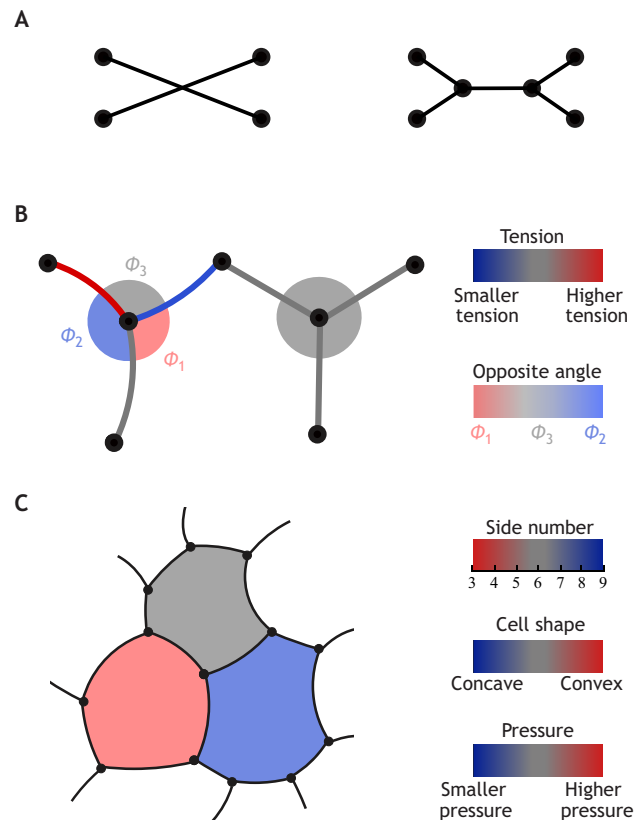 A
B
Φ3
Φ2
Φ1
Tension
Smaller tension
Higher tension
Opposite angle
Φ1 Φ3 Φ2
C
Side number
3 4 5 6 7 8 9
Cell shape
Concave Convex
Pressure
Smaller pressure
Higher pressure